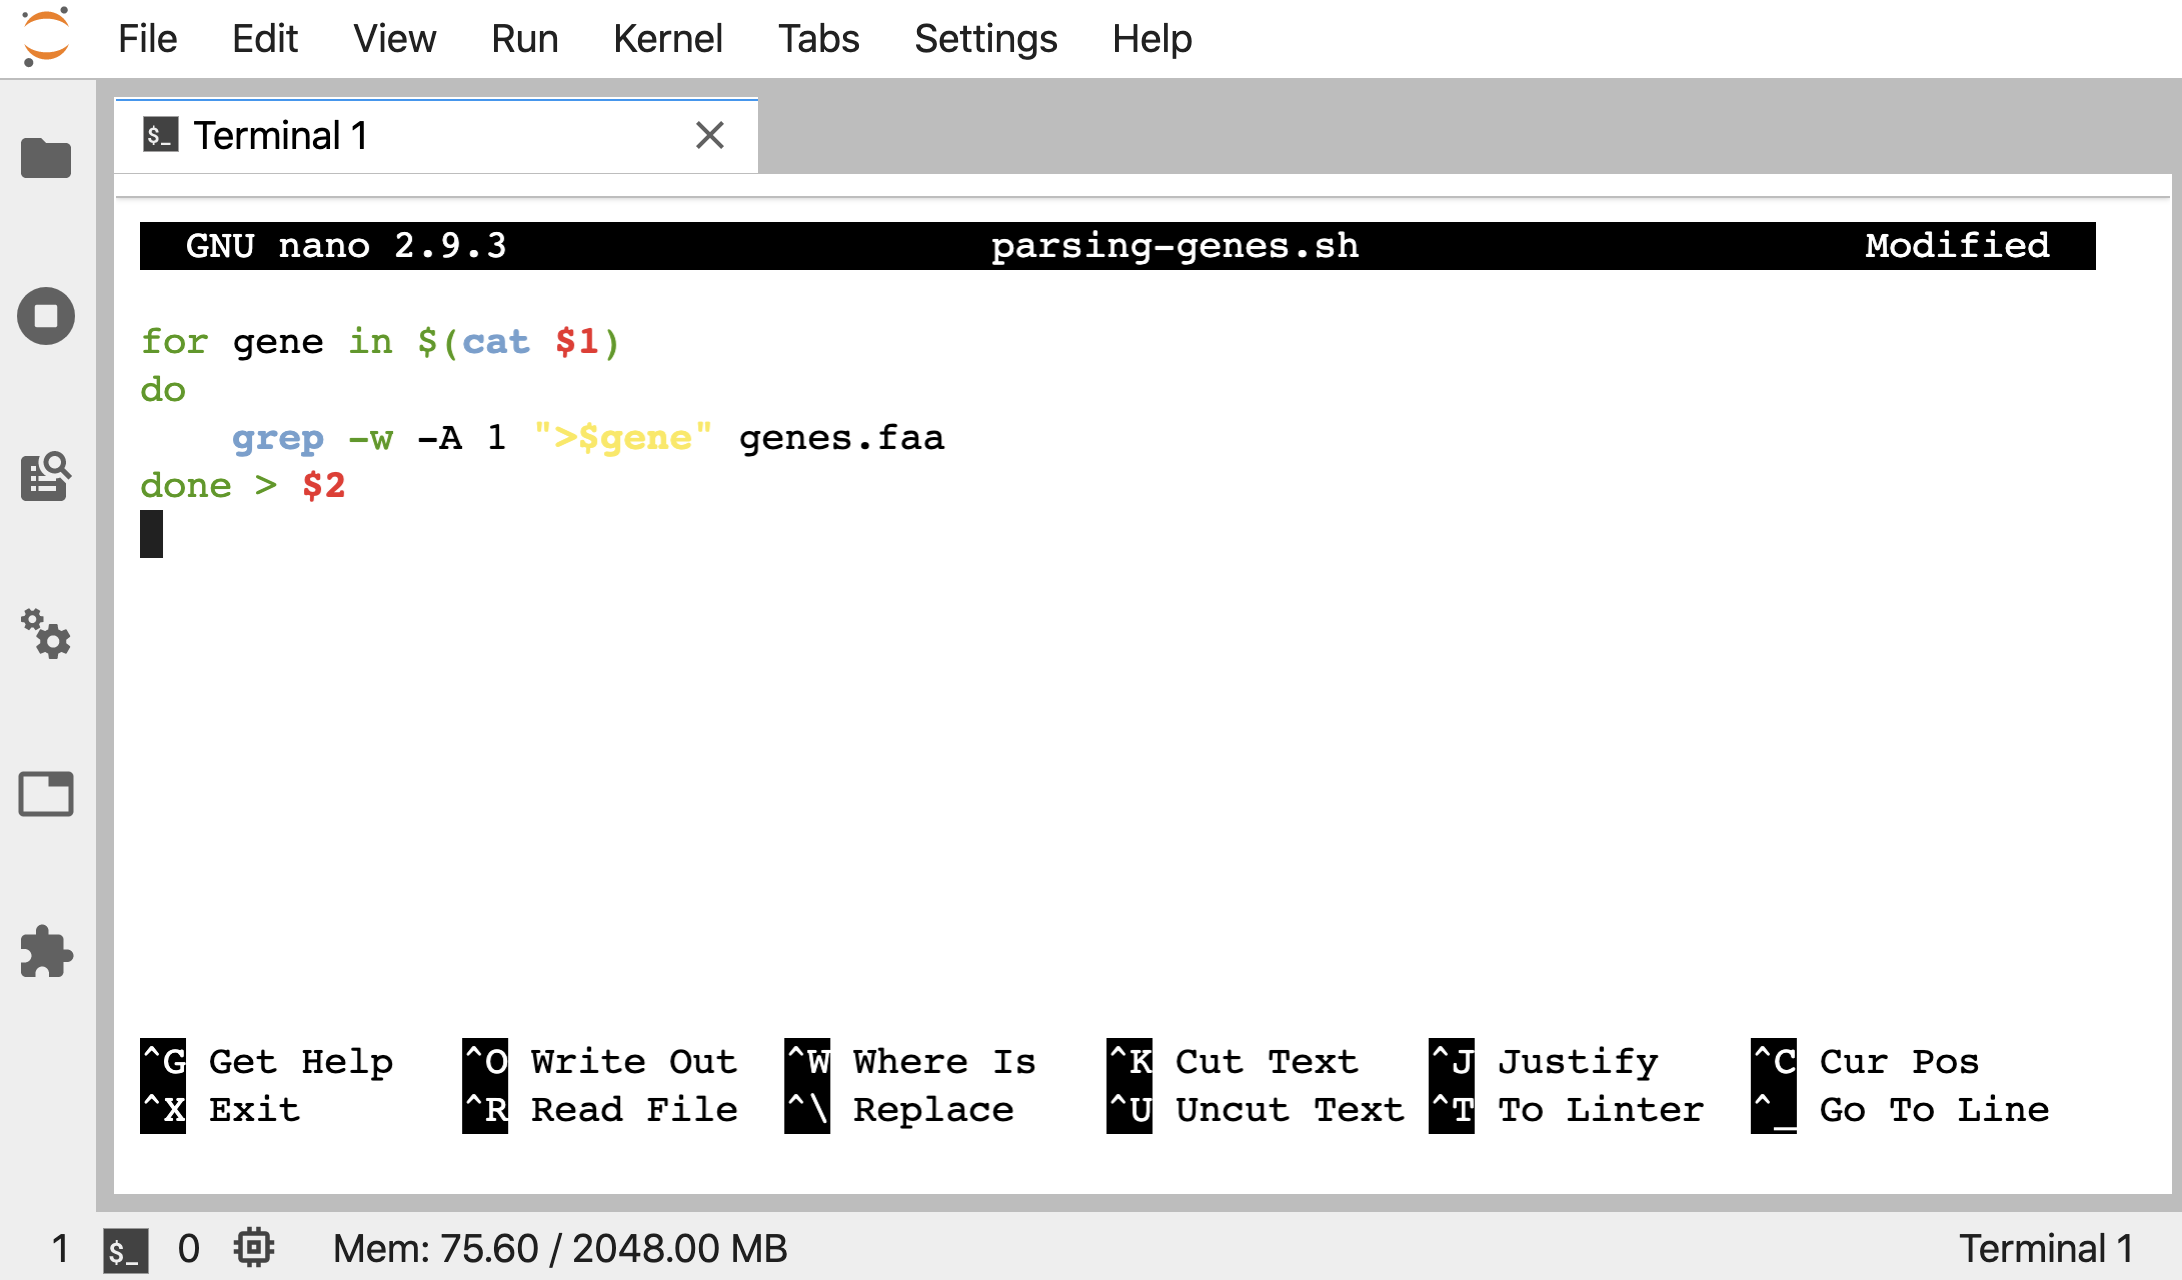 File Edit View Run Kernel Tabs Settings Help
$_ Terminal 1
GNU nano 2.9.3 parsing-genes.sh Modified
for gene in $(cat $1)
do
    grep -w -A 1 ">$gene" genes.faa
done > $2
^G Get Help ^O Write Out ^W Where Is ^K Cut Text ^J Justify ^C Cur Pos
^X Exit ^R Read File ^\ Replace ^U Uncut Text ^T To Linter ^_ Go To Line
1 $_ 0 Mem: 75.60 / 2048.00 MB Terminal 1